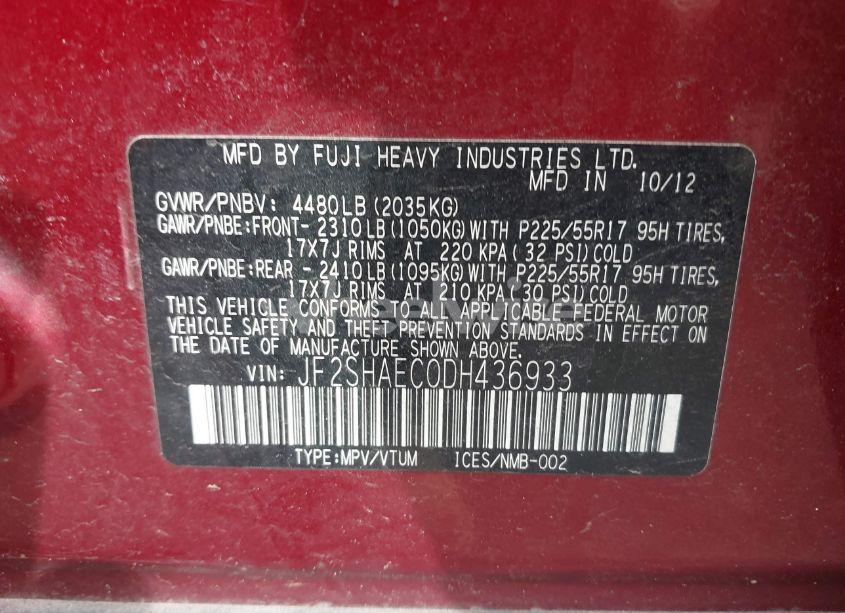 MFD BY FUJI HEAVY INDUSTRIES LTD.
MFD IN 10/12
GVWR/PNBV: 4480LB(2035KG)
GAWR/PNBE:FRONT- 2310LB(1050KG)WITH P225/55R17 95H TIRES,
17X7J RIMS AT 220 KPA(32 PSI)COLD
GAWR/PNBE:REAR - 2410LB(1095KG)WITH P225/55R17 95H TIRES,
17X7J RIMS AT 210 KPA(30 PSI)COLD
THIS VEHICLE CONFORMS TO ALL APPLICABLE FEDERAL MOTOR
VEHICLE SAFETY AND THEFT PREVENTION STANDARDS IN EFFECT ON
THE DATE OF MANUFACTURE SHOWN ABOVE.
VIN: JF2SHAEC0DH436933
TYPE:MPV/VTUM ICES/NMB-002